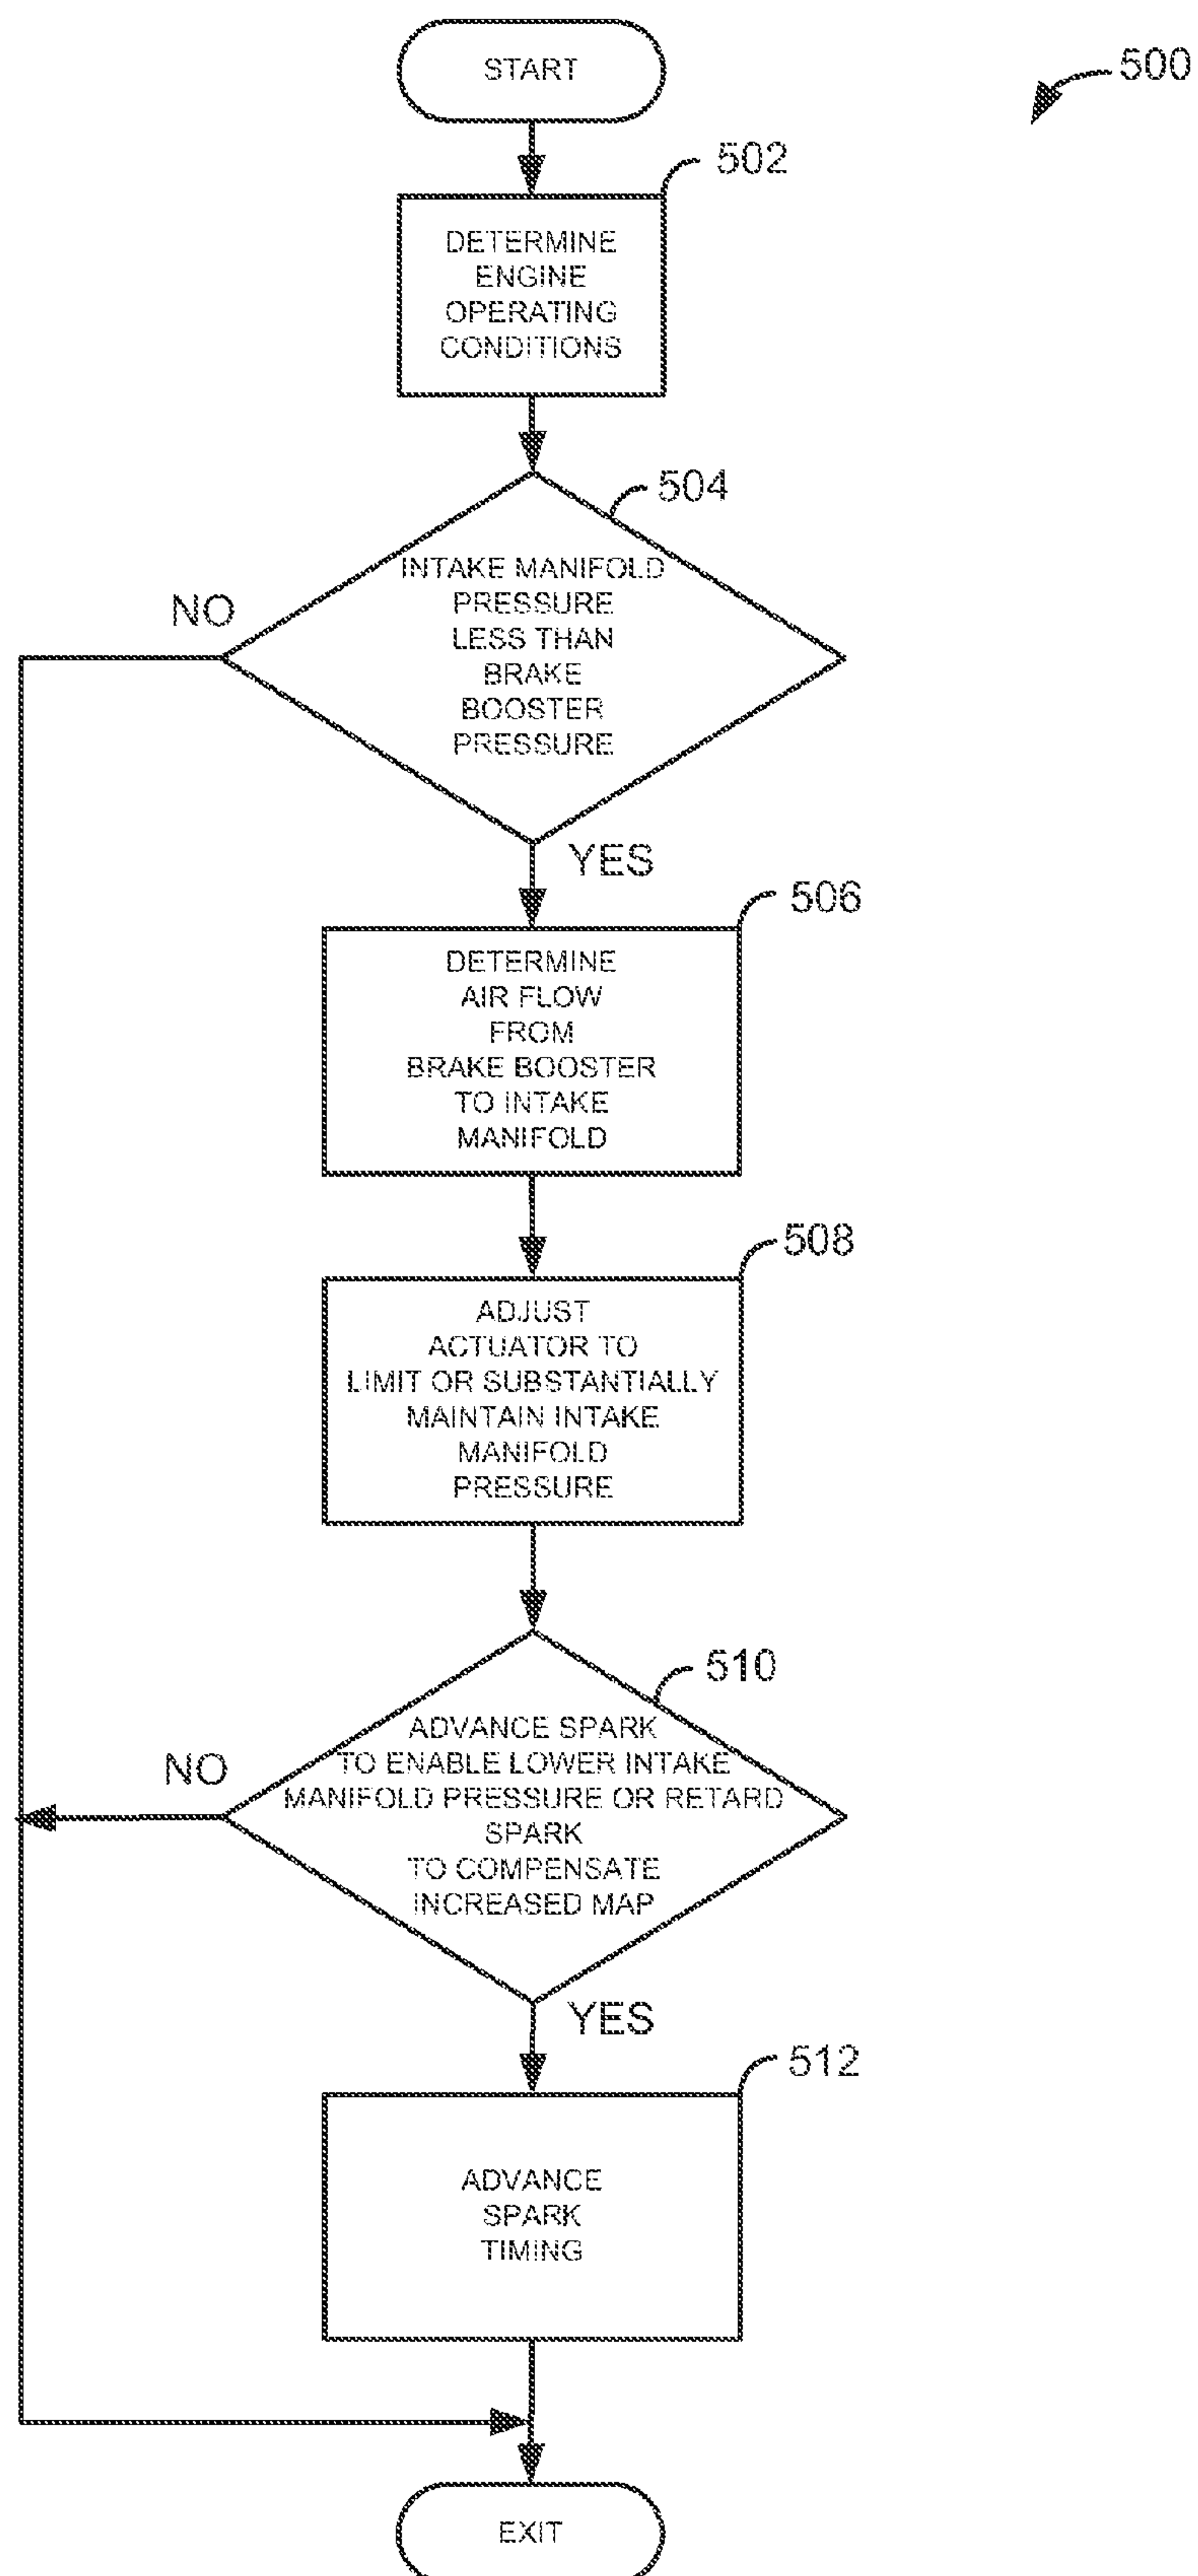 START
500
502
DETERMINE
ENGINE
OPERATING
CONDITIONS
504
INTAKE MANIFOLD
PRESSURE
LESS THAN
BRAKE
BOOSTER
PRESSURE
NO
YES
506
DETERMINE
AIR FLOW
FROM
BRAKE BOOSTER
TO INTAKE
MANIFOLD
508
ADJUST
ACTUATOR TO
LIMIT OR SUBSTANTIALLY
MAINTAIN INTAKE
MANIFOLD
PRESSURE
510
ADVANCE SPARK
TO ENABLE LOWER INTAKE
MANIFOLD PRESSURE OR RETARD
SPARK
TO COMPENSATE
INCREASED MAP
NO
YES
512
ADVANCE
SPARK
TIMING
EXIT